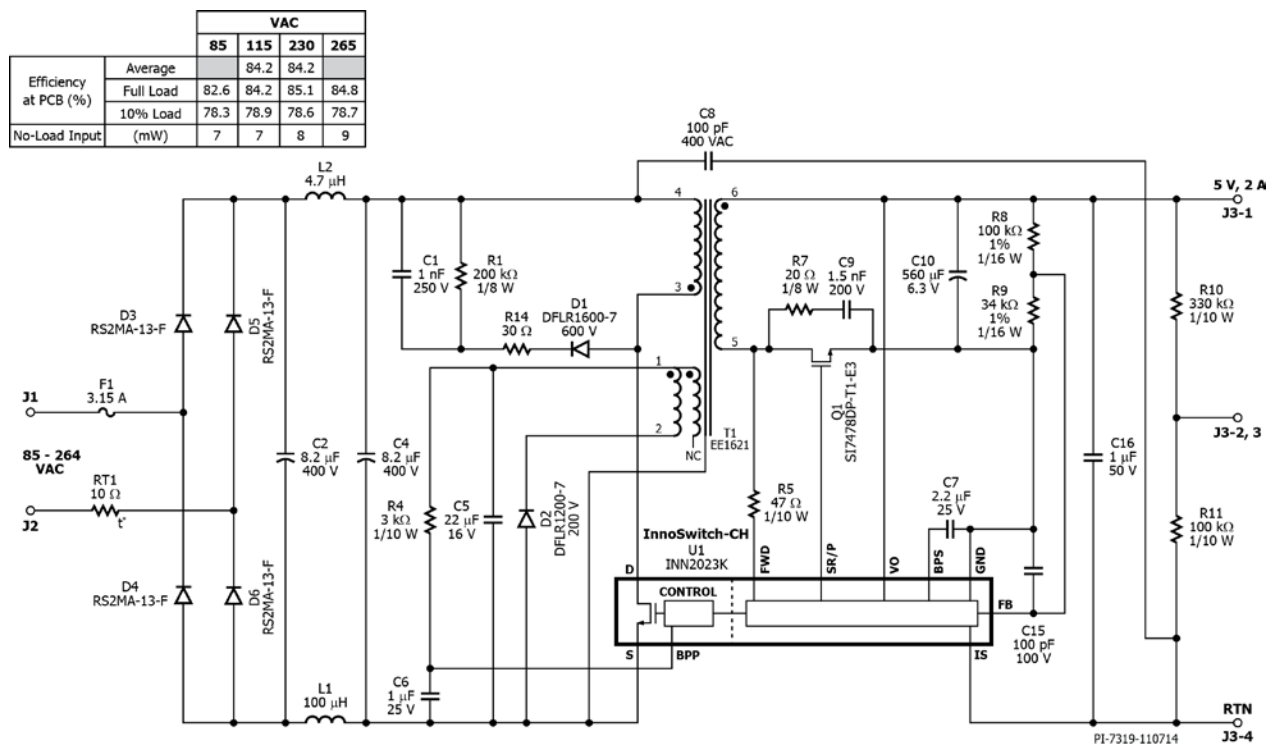 VAC
85 115 230 265
Efficiency
at PCB (%)
Average 84.2 84.2
Full Load 82.6 84.2 85.1 84.8
10% Load 78.3 78.9 78.6 78.7
No-Load Input (mW) 7 7 8 9
C8
100 pF
400 VAC
L2
4.7 μH
4
6
5 V, 2 A
J3-1
C1
1 nF
250 V
R1
200 kΩ
1/8 W
R7
20 Ω
1/8 W
C9
1.5 nF
200 V
C10
560 μF
6.3 V
R8
100 kΩ
1%
1/16 W
R9
34 kΩ
1%
1/16 W
R10
330 kΩ
1/10 W
3
D3
RS2MA-13-F
D5
RS2MA-13-F
R14
30 Ω
D1
DFLR1600-7
600 V
5
1
Q1
SI7478DP-T1-E3
F1
3.15 A
J1
2
NC
T1
EE1621
J3-2, 3
85 - 264
VAC
C2
8.2 μF
400 V
C4
8.2 μF
400 V
C16
1 μF
50 V
RT1
10 Ω
t°
J2
R4
3 kΩ
1/10 W
C5
22 μF
16 V
D2
DFLR1200-7
200 V
R5
47 Ω
1/10 W
C7
2.2 μF
25 V
R11
100 kΩ
1/10 W
InnoSwitch-CH
U1
INN2023K
D4
RS2MA-13-F
D6
RS2MA-13-F
D
FWD
SR/P
VO
BPS
GND
CONTROL
FB
S
BPP
IS
C15
100 pF
100 V
L1
100 μH
C6
1 μF
25 V
RTN
J3-4
PI-7319-110714